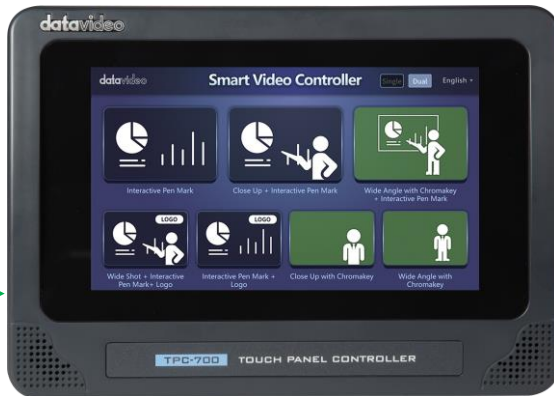 datavideo
datavideo
Smart Video Controller
Single
Dual
English
Interactive Pen Mark
Close Up + Interactive Pen Mark
Wide Angle with Chromakey
+ Interactive Pen Mark
LOGO
LOGO
Wide Shot + Interactive
Pen Mark+ Logo
Interactive Pen Mark +
Logo
Close Up with Chromakey
Wide Angle with
Chromakey
TPC-700 TOUCH PANEL CONTROLLER